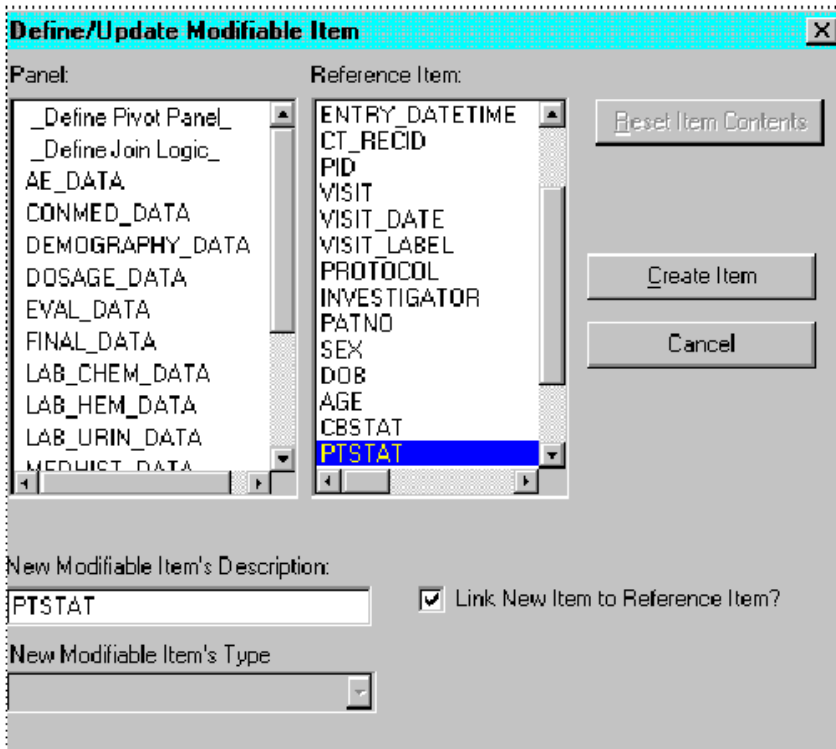 Define/Update Modifiable Item
Panel:
Reference Item:
_Define Pivot Panel_
_Define Join Logic_
AE_DATA
CONMED_DATA
DEMOGRAPHY_DATA
DOSAGE_DATA
EVAL_DATA
FINAL_DATA
LAB_CHEM_DATA
LAB_HEM_DATA
LAB_URIN_DATA
MEDHIST_DATA
ENTRY_DATETIME
CT_RECID
PID
VISIT
VISIT_DATE
VISIT_LABEL
PROTOCOL
INVESTIGATOR
PATNO
SEX
DOB
AGE
CBSTAT
PTSTAT
Reset Item Contents
Create Item
Cancel
New Modifiable Item's Description:
PTSTAT
Link New Item to Reference Item?
New Modifiable Item's Type